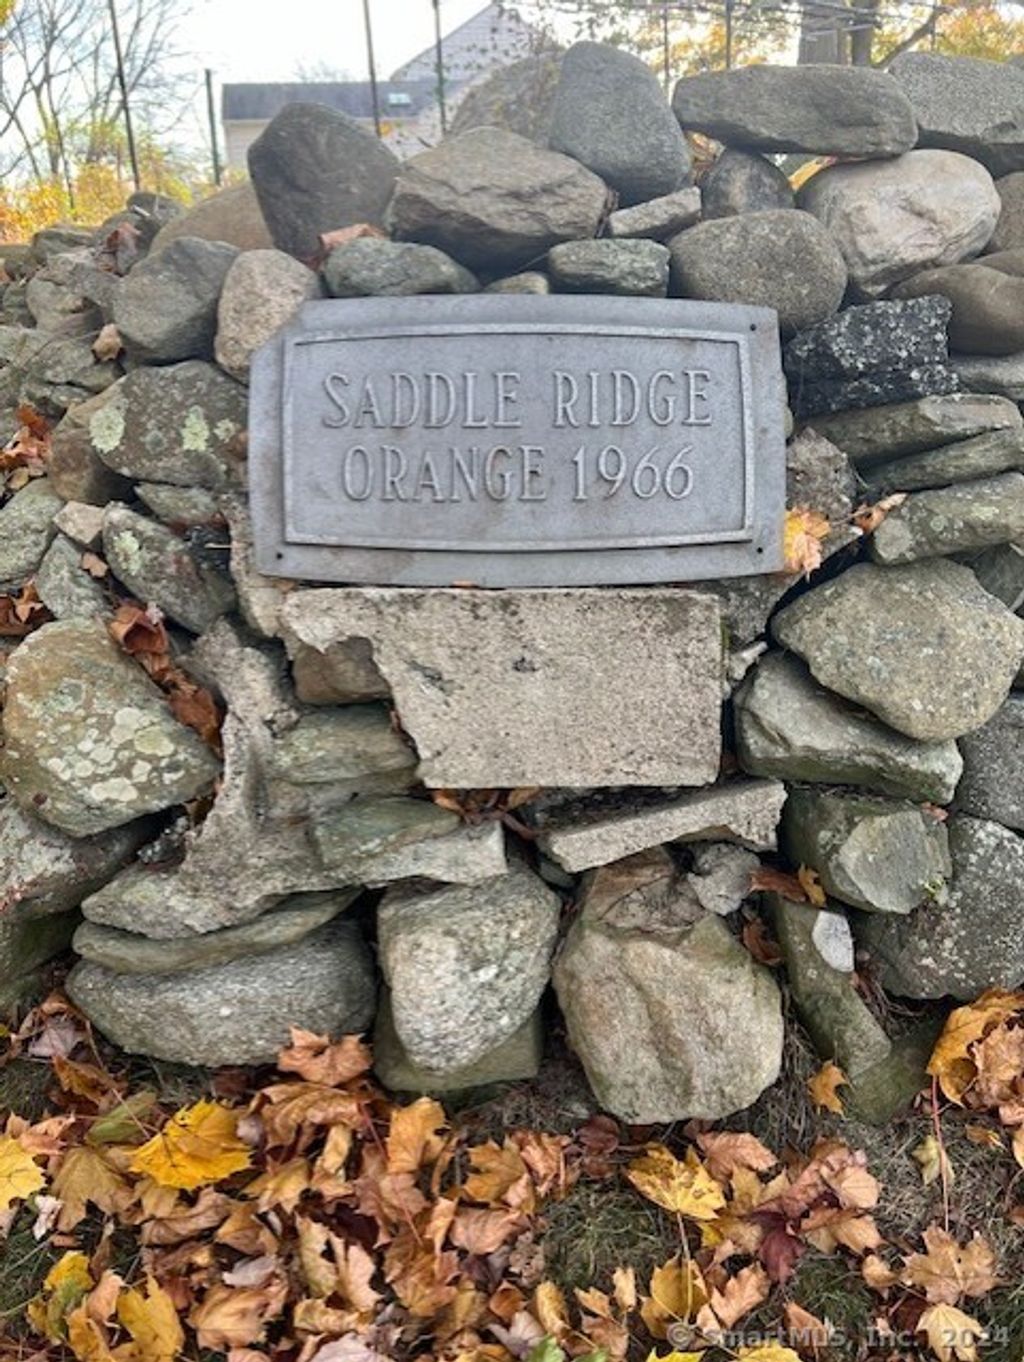 SADDLE RIDGE
ORANGE 1966
© SmartMLS, Inc. 2024